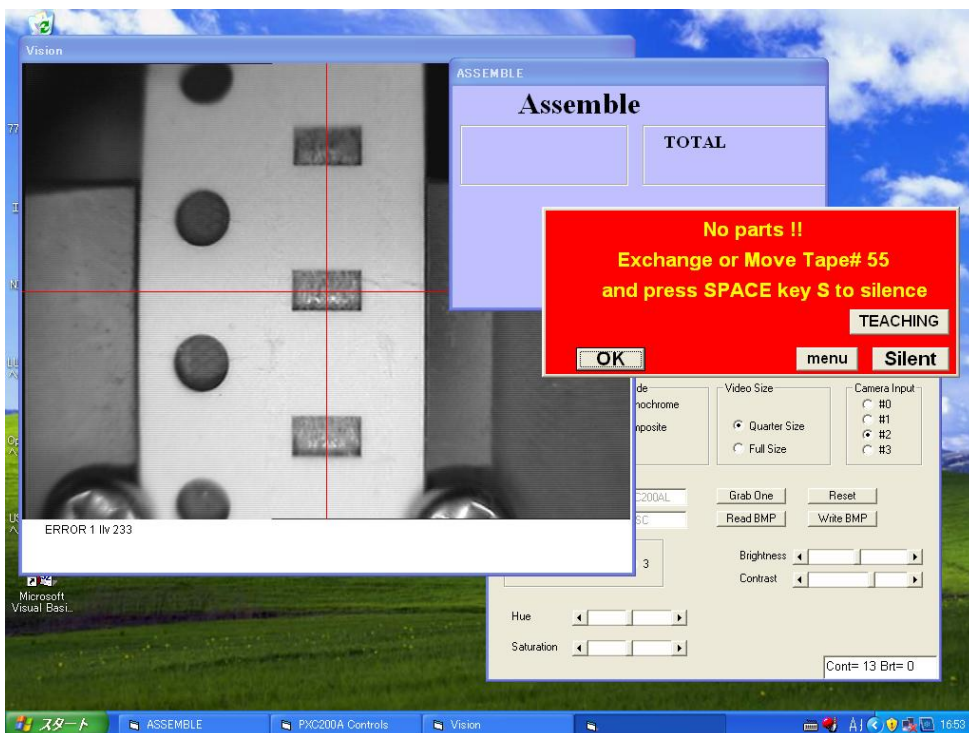 Vision
ASSEMBLE
Assemble
TOTAL
No parts !!
Exchange or Move Tape# 55
and press SPACE key S to silence
TEACHING
OK
menu
Silent
Video Size
Quarter Size
Full Size
Camera Input
#0
#1
#2
#3
ERROR 1 llv 233
Grab One
Reset
Read BMP
Write BMP
3
Brightness
Contrast
Hue
Saturation
Cont= 13 Brt= 0
Microsoft
Visual Basi...
スタート
ASSEMBLE
PXC200A Controls
Vision
A
16:53